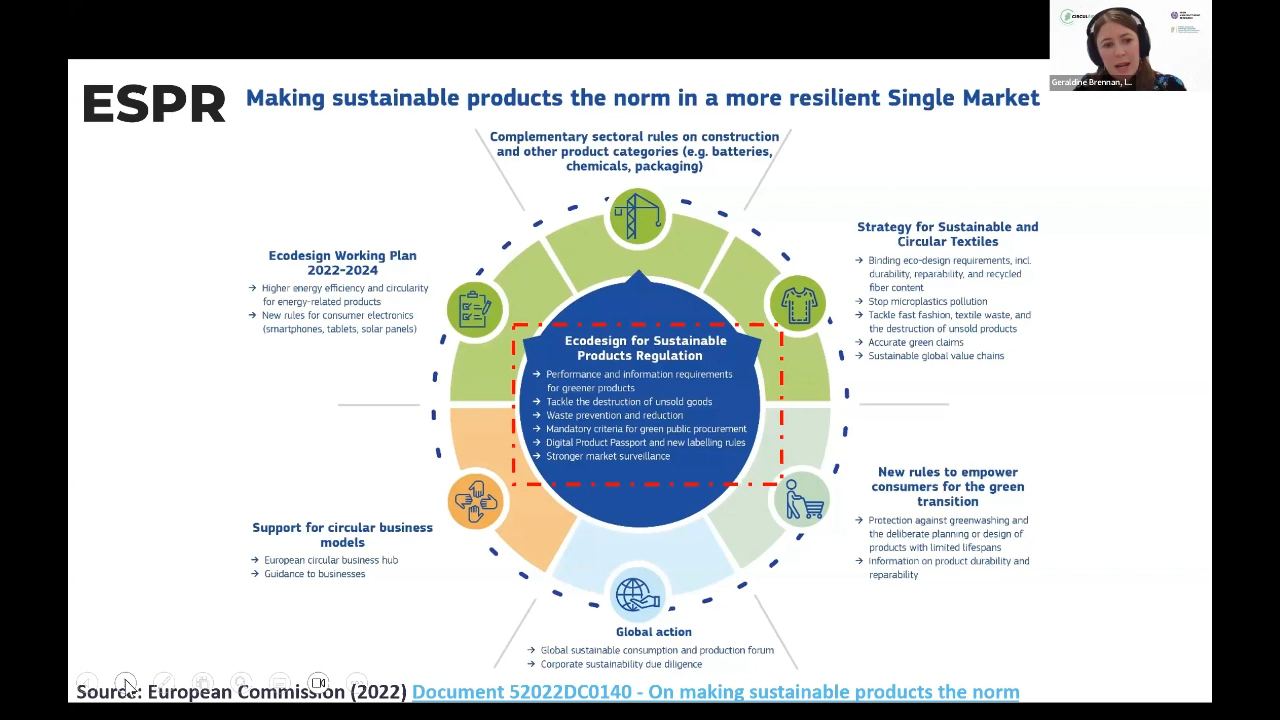 ESPR
Making sustainable products the norm in a more resilient Single Market
Geraldine Brennan, I...
Complementary sectoral rules on construction
and other product categories (e.g. batteries,
chemicals, packaging)
Ecodesign Working Plan
2022-2024
→ Higher energy efficiency and circularity
for energy-related products
→ New rules for consumer electronics
(smartphones, tablets, solar panels)
Strategy for Sustainable and
Circular Textiles
→ Binding eco-design requirements, incl.
durability, reparability, and recycled
fiber content
→ Stop microplastics pollution
→ Tackle fast fashion, textile waste, and
the destruction of unsold products
→ Accurate green claims
→ Sustainable global value chains
Ecodesign for Sustainable
Products Regulation
→ Performance and information requirements
for greener products
→ Tackle the destruction of unsold goods
→ Waste prevention and reduction
→ Mandatory criteria for green public procurement
→ Digital Product Passport and new labelling rules
→ Stronger market surveillance
New rules to empower
consumers for the green
transition
→ Protection against greenwashing and
the deliberate planning or design of
products with limited lifespans
→ Information on product durability and
reparability
Support for circular business
models
→ European circular business hub
→ Guidance to businesses
Global action
→ Global sustainable consumption and production forum
→ Corporate sustainability due diligence
Source: European Commission (2022) Document 52022DC0140 - On making sustainable products the norm